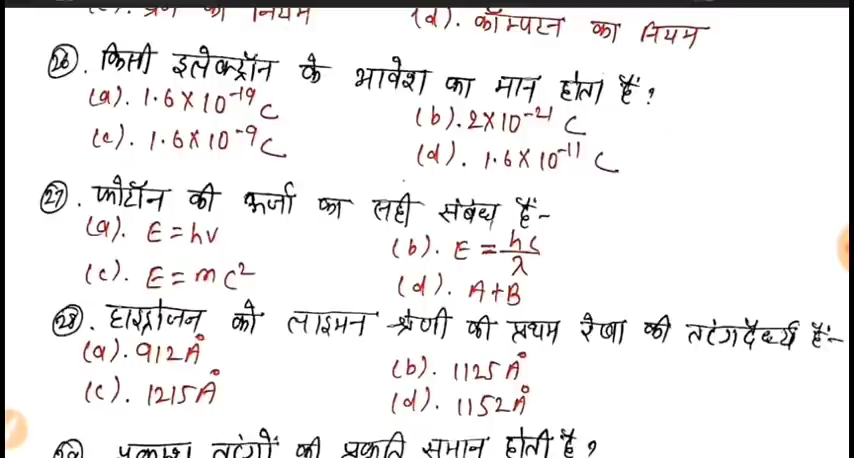 (c). ब्रैग का नियम (d). कॉम्पटन का नियम
26. किसी इलेक्ट्रॉन के आवेश का मान होता है?
(a). 1.6×10⁻¹⁹C (b). 2×10⁻²¹ C
(c). 1.6×10⁻⁹C (d). 1.6×10⁻¹¹ C
27. फोटॉन की ऊर्जा का सही संबंध है-
(a). E=hν (b). E = hc/λ
(c). E=mc² (d). A+B
28. हाइड्रोजन की लाइमन श्रेणी की प्रथम रेखा की तरंगदैर्ध्य है:-
(a). 912Å (b). 1125Å
(c). 1215Å (d). 1152Å
प्रकाश तरंगों की प्रकृति समान होती है?